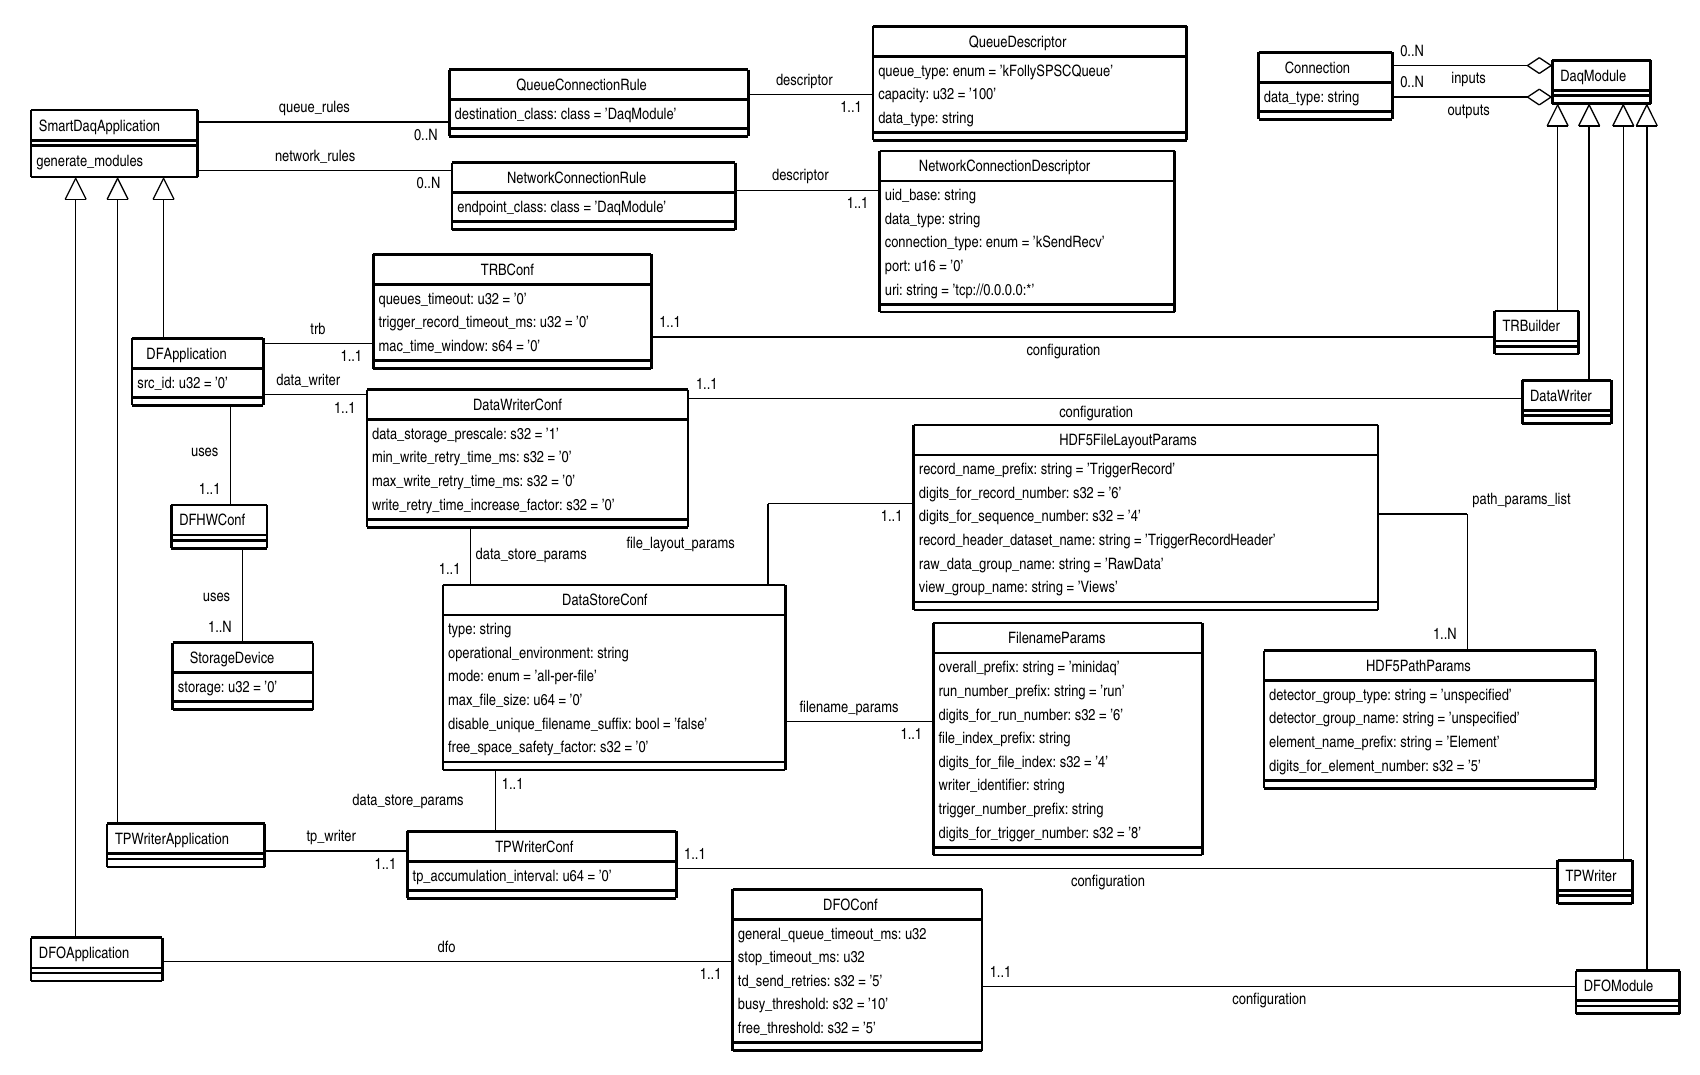 QueueDescriptor
queue_type: enum = 'kFollySPSCQueue'
capacity: u32 = '100'
data_type: string
Connection
data_type: string
0..N
inputs
0..N
outputs
DaqModule
QueueConnectionRule
destination_class: class = 'DaqModule'
descriptor
1..1
queue_rules
0..N
SmartDaqApplication
generate_modules
network_rules
0..N
NetworkConnectionRule
endpoint_class: class = 'DaqModule'
descriptor
1..1
NetworkConnectionDescriptor
uid_base: string
data_type: string
connection_type: enum = 'kSendRecv'
port: u16 = '0'
uri: string = 'tcp://0.0.0.0:*'
TRBConf
queues_timeout: u32 = '0'
trigger_record_timeout_ms: u32 = '0'
mac_time_window: s64 = '0'
1..1
configuration
TRBuilder
trb
1..1
DFApplication
src_id: u32 = '0'
data_writer
1..1
DataWriterConf
data_storage_prescale: s32 = '1'
min_write_retry_time_ms: s32 = '0'
max_write_retry_time_ms: s32 = '0'
write_retry_time_increase_factor: s32 = '0'
1..1
configuration
DataWriter
uses
1..1
DFHWConf
uses
1..N
StorageDevice
storage: u32 = '0'
HDF5FileLayoutParams
record_name_prefix: string = 'TriggerRecord'
digits_for_record_number: s32 = '6'
digits_for_sequence_number: s32 = '4'
record_header_dataset_name: string = 'TriggerRecordHeader'
raw_data_group_name: string = 'RawData'
view_group_name: string = 'Views'
1..1
file_layout_params
data_store_params
1..1
path_params_list
1..N
DataStoreConf
type: string
operational_environment: string
mode: enum = 'all-per-file'
max_file_size: u64 = '0'
disable_unique_filename_suffix: bool = 'false'
free_space_safety_factor: s32 = '0'
filename_params
1..1
FilenameParams
overall_prefix: string = 'minidaq'
run_number_prefix: string = 'run'
digits_for_run_number: s32 = '6'
file_index_prefix: string
digits_for_file_index: s32 = '4'
writer_identifier: string
trigger_number_prefix: string
digits_for_trigger_number: s32 = '8'
HDF5PathParams
detector_group_type: string = 'unspecified'
detector_group_name: string = 'unspecified'
element_name_prefix: string = 'Element'
digits_for_element_number: s32 = '5'
1..1
data_store_params
TPWriterApplication
tp_writer
1..1
TPWriterConf
tp_accumulation_interval: u64 = '0'
1..1
configuration
TPWriter
DFOApplication
dfo
1..1
DFOConf
general_queue_timeout_ms: u32
stop_timeout_ms: u32
td_send_retries: s32 = '5'
busy_threshold: s32 = '10'
free_threshold: s32 = '5'
1..1
configuration
DFOModule